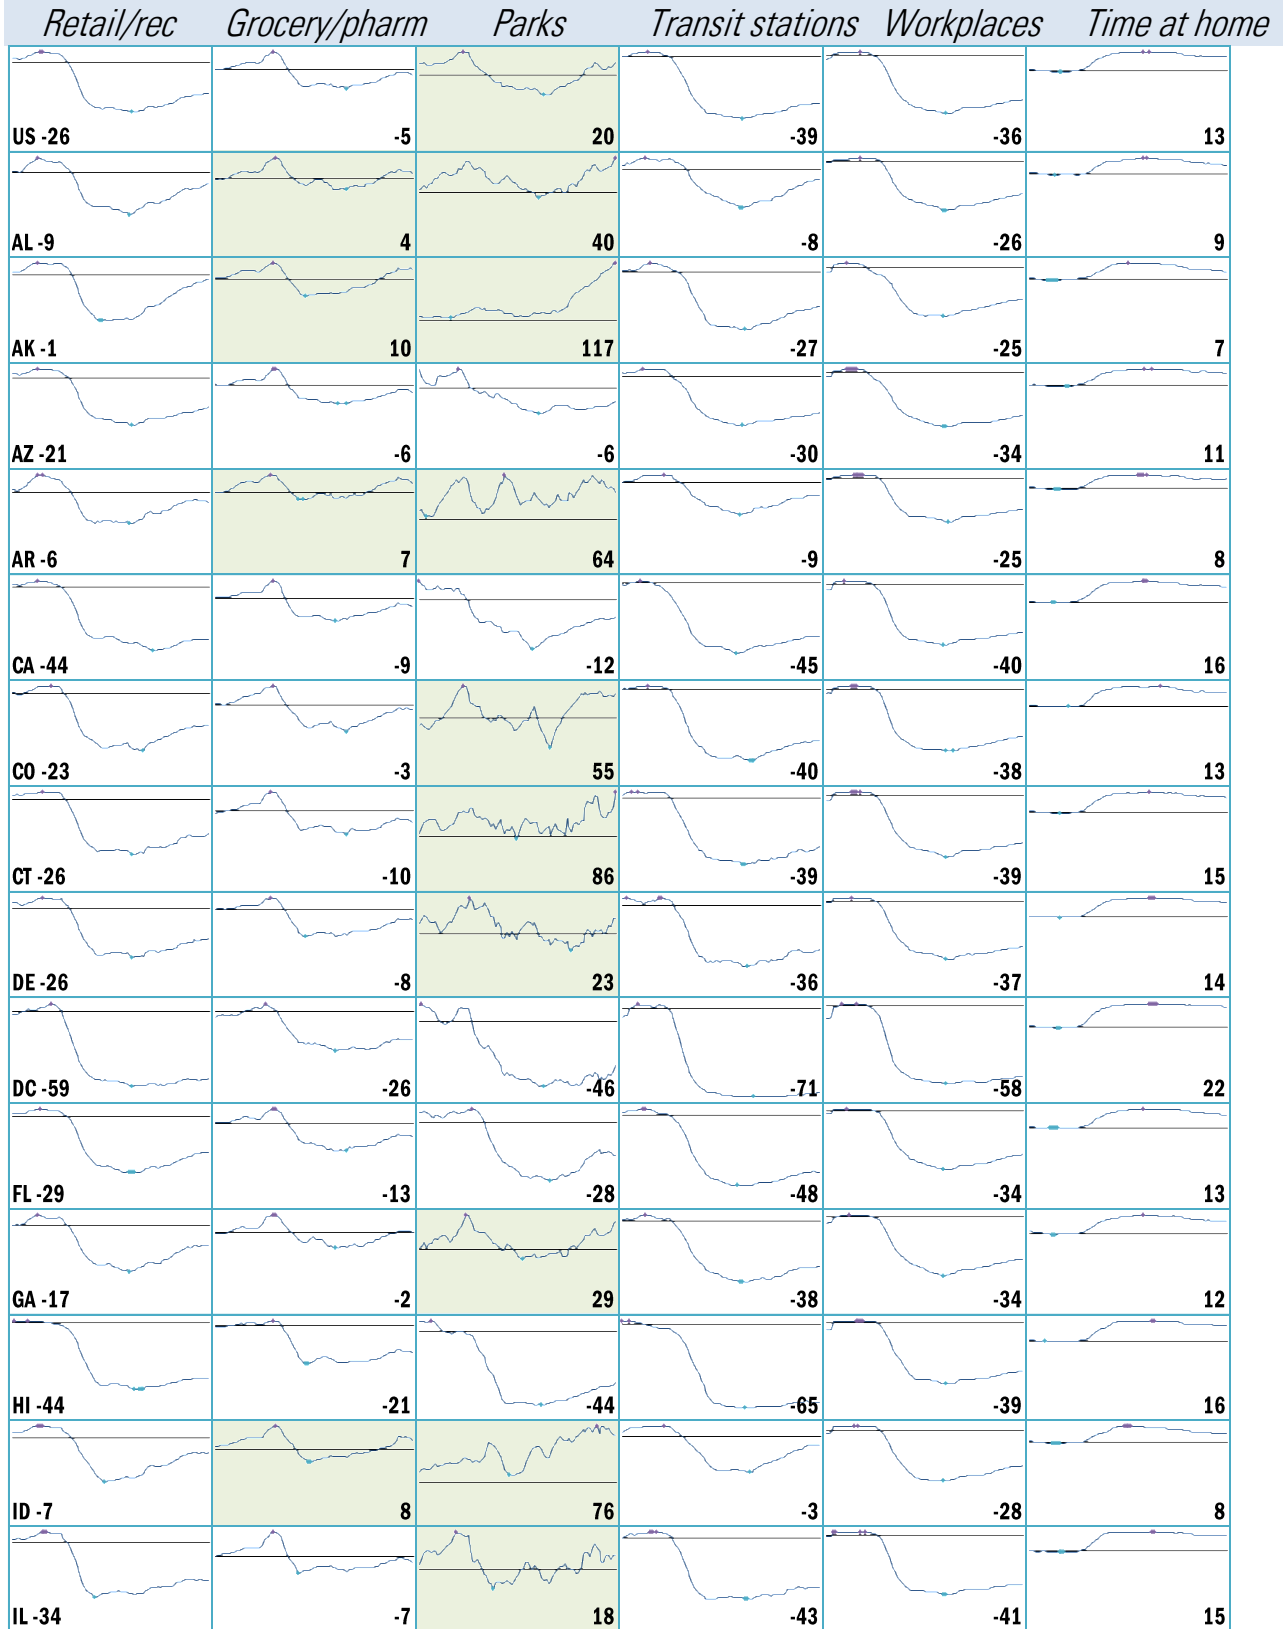 Retail/rec Grocery/pharm Parks Transit stations Workplaces Time at home
US -26 -5 20 -39 -36 13
AL -9 4 40 -8 -26 9
AK -1 10 117 -27 -25 7
AZ -21 -6 -6 -30 -34 11
AR -6 7 64 -9 -25 8
CA -44 -9 -12 -45 -40 16
CO -23 -3 55 -40 -38 13
CT -26 -10 86 -39 -39 15
DE -26 -8 23 -36 -37 14
DC -59 -26 -46 -71 -58 22
FL -29 -13 -28 -48 -34 13
GA -17 -2 29 -38 -34 12
HI -44 -21 -44 -65 -39 16
ID -7 8 76 -3 -28 8
IL -34 -7 18 -43 -41 15